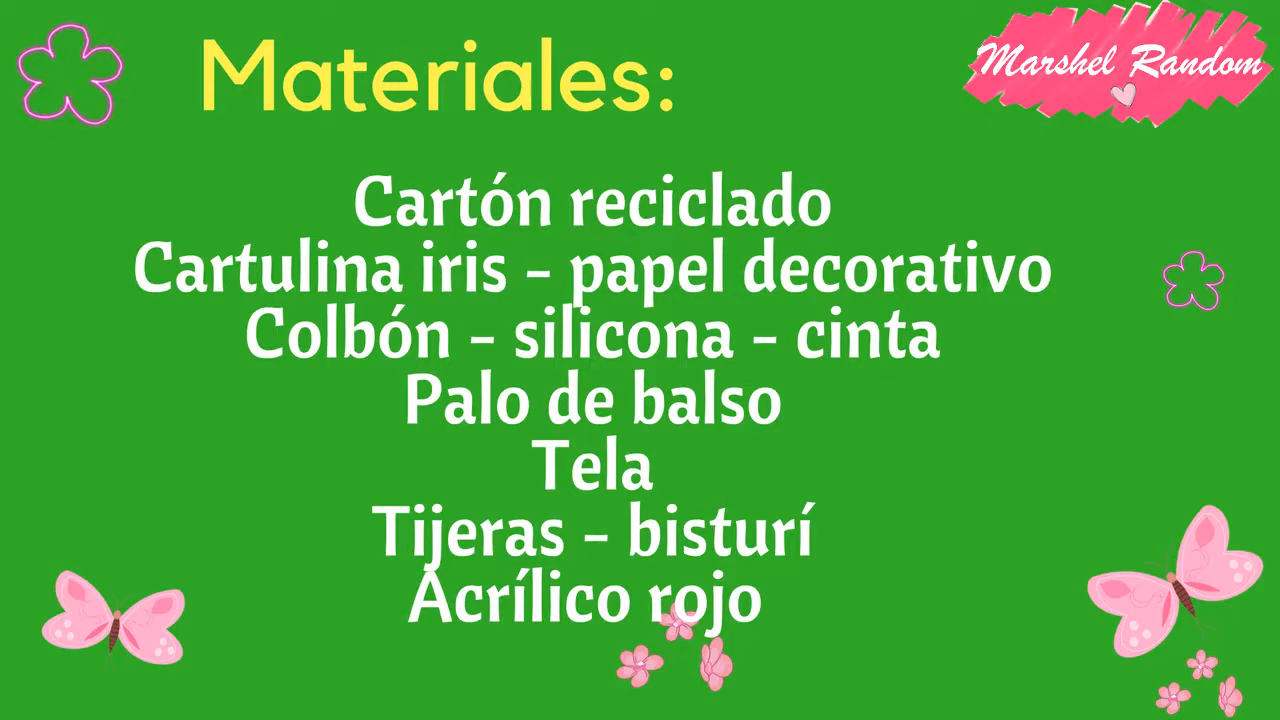 Materiales:
Marshel Random
Cartón reciclado
Cartulina iris - papel decorativo
Colbón - silicona - cinta
Palo de balso
Tela
Tijeras - bisturí
Acrílico rojo